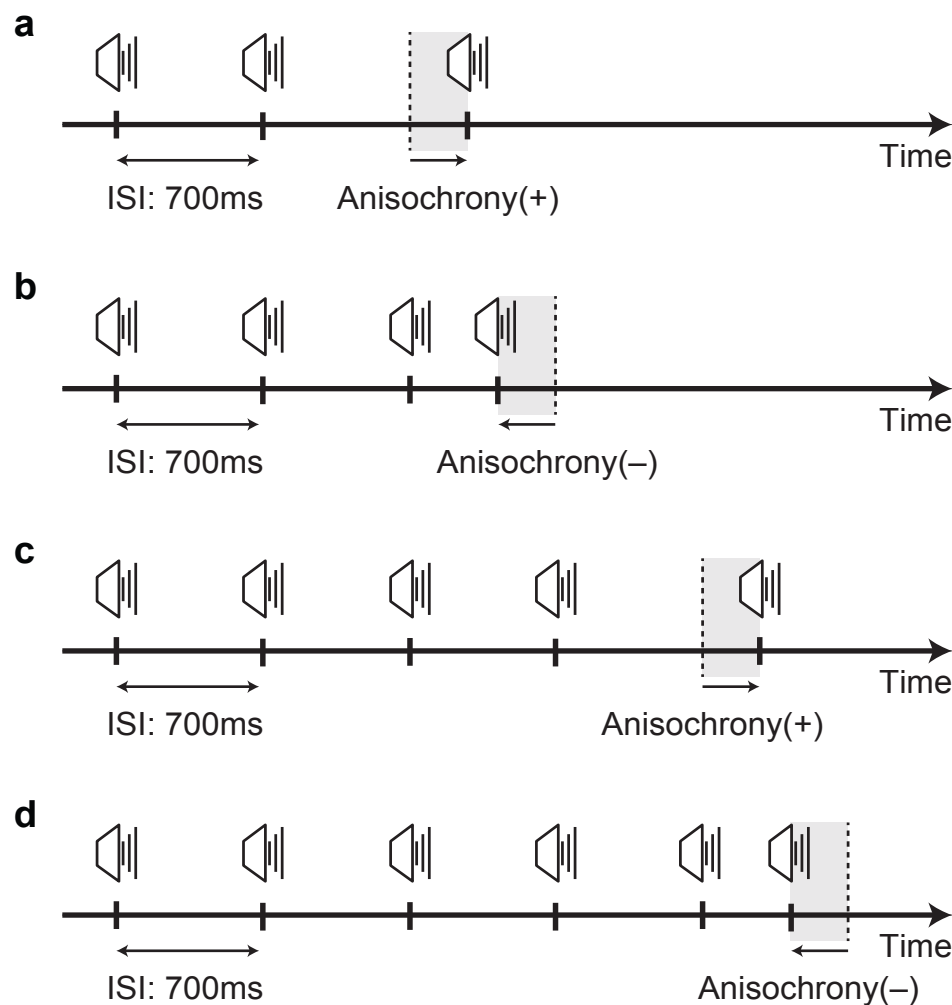 a
Time
ISI: 700ms
Anisochrony(+)
b
Time
ISI: 700ms
Anisochrony(–)
c
Time
ISI: 700ms
Anisochrony(+)
d
Time
ISI: 700ms
Anisochrony(–)